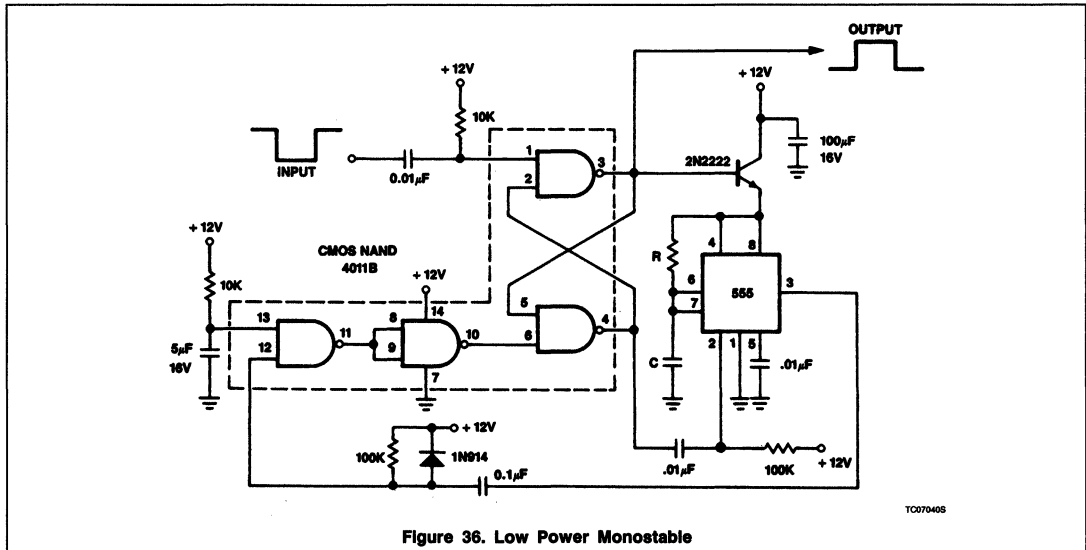 OUTPUT
+ 12V
+ 12V
10K
100μF
16V
2N2222
1
3
2
INPUT
0.01μF
+ 12V
CMOS NAND
4011B
+ 12V
10K
R
4
8
6
7
555
3
13
11
8
14
5
4
12
9
10
6
5μF
16V
7
C
2
1
5
.01μF
+ 12V
100K
1N914
0.1μF
.01μF
100K
+ 12V
TC07040S
Figure 36. Low Power Monostable